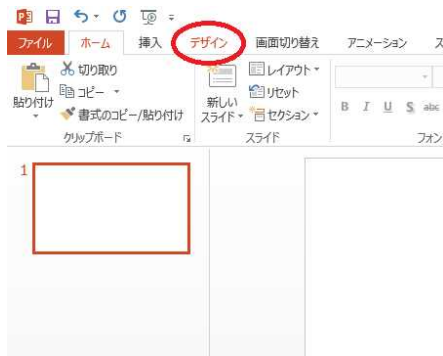 ファイル ホーム 挿入 デザイン 画面切り替え アニメーション ス
切り取り レイアウト
コピー リセット
貼り付け 書式のコピー/貼り付け 新しい スライド セクション B I U S abc
クリップボード スライド フォン
1